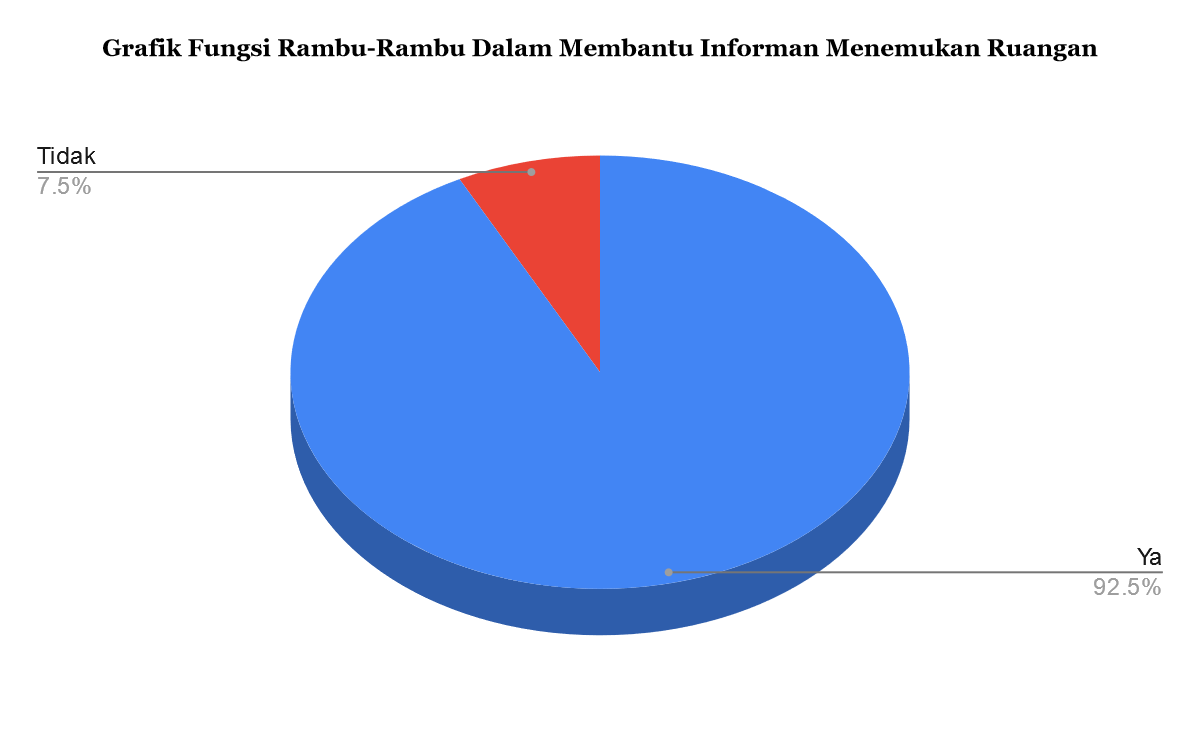 Grafik Fungsi Rambu-Rambu Dalam Membantu Informan Menemukan Ruangan
Tidak
7.5%
Ya
92.5%